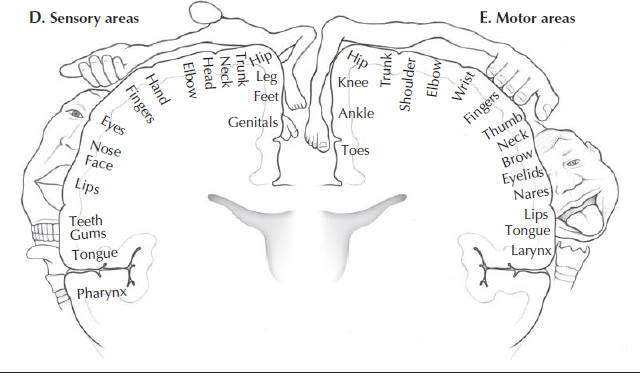 D. Sensory areas
Hip
Trunk
Neck
Head
Elbow
Hand
Fingers
Eyes
Nose
Face
Lips
Teeth
Gums
Tongue
Pharynx
Leg
Feet
Genitals
E. Motor areas
Hip
Trunk
Shoulder
Elbow
Wrist
Fingers
Thumb
Neck
Brow
Eyelids
Nares
Lips
Tongue
Larynx
Knee
Ankle
Toes